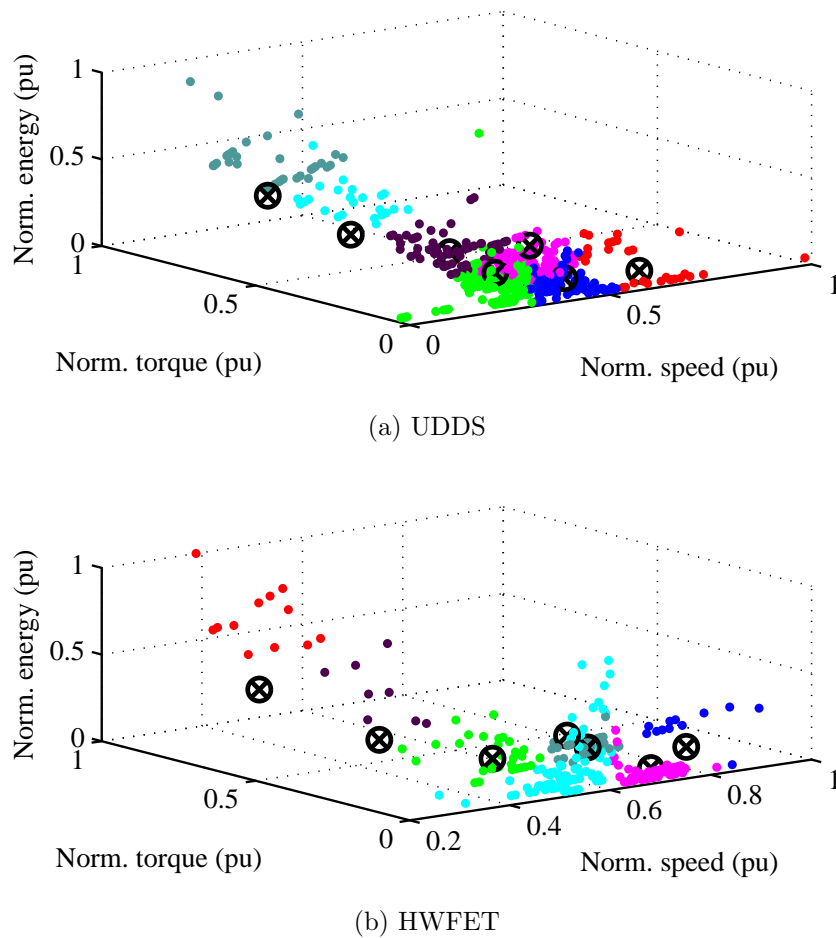 1
0.5
0
Norm. energy (pu)
1
0.5
0
Norm. torque (pu)
0
0.5
1
Norm. speed (pu)
(a) UDDS
1
0.5
0
Norm. energy (pu)
1
0.5
0
Norm. torque (pu)
0.2
0.4
0.6
0.8
1
Norm. speed (pu)
(b) HWFET